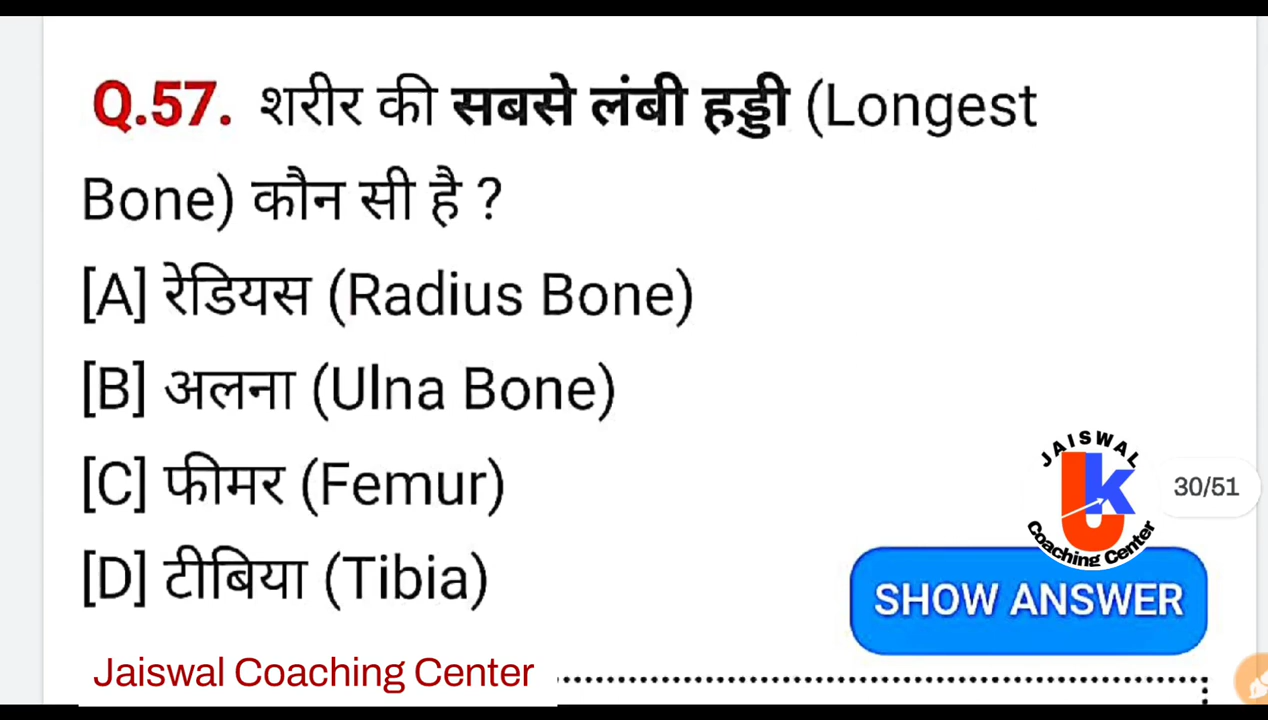 Q.57. शरीर की सबसे लंबी हड्डी (Longest
Bone) कौन सी है ?
[A] रेडियस (Radius Bone)
[B] अलना (Ulna Bone)
[C] फीमर (Femur)
[D] टीबिया (Tibia)
JAISWAL
Jk
Coaching Center
30/51
SHOW ANSWER
Jaiswal Coaching Center